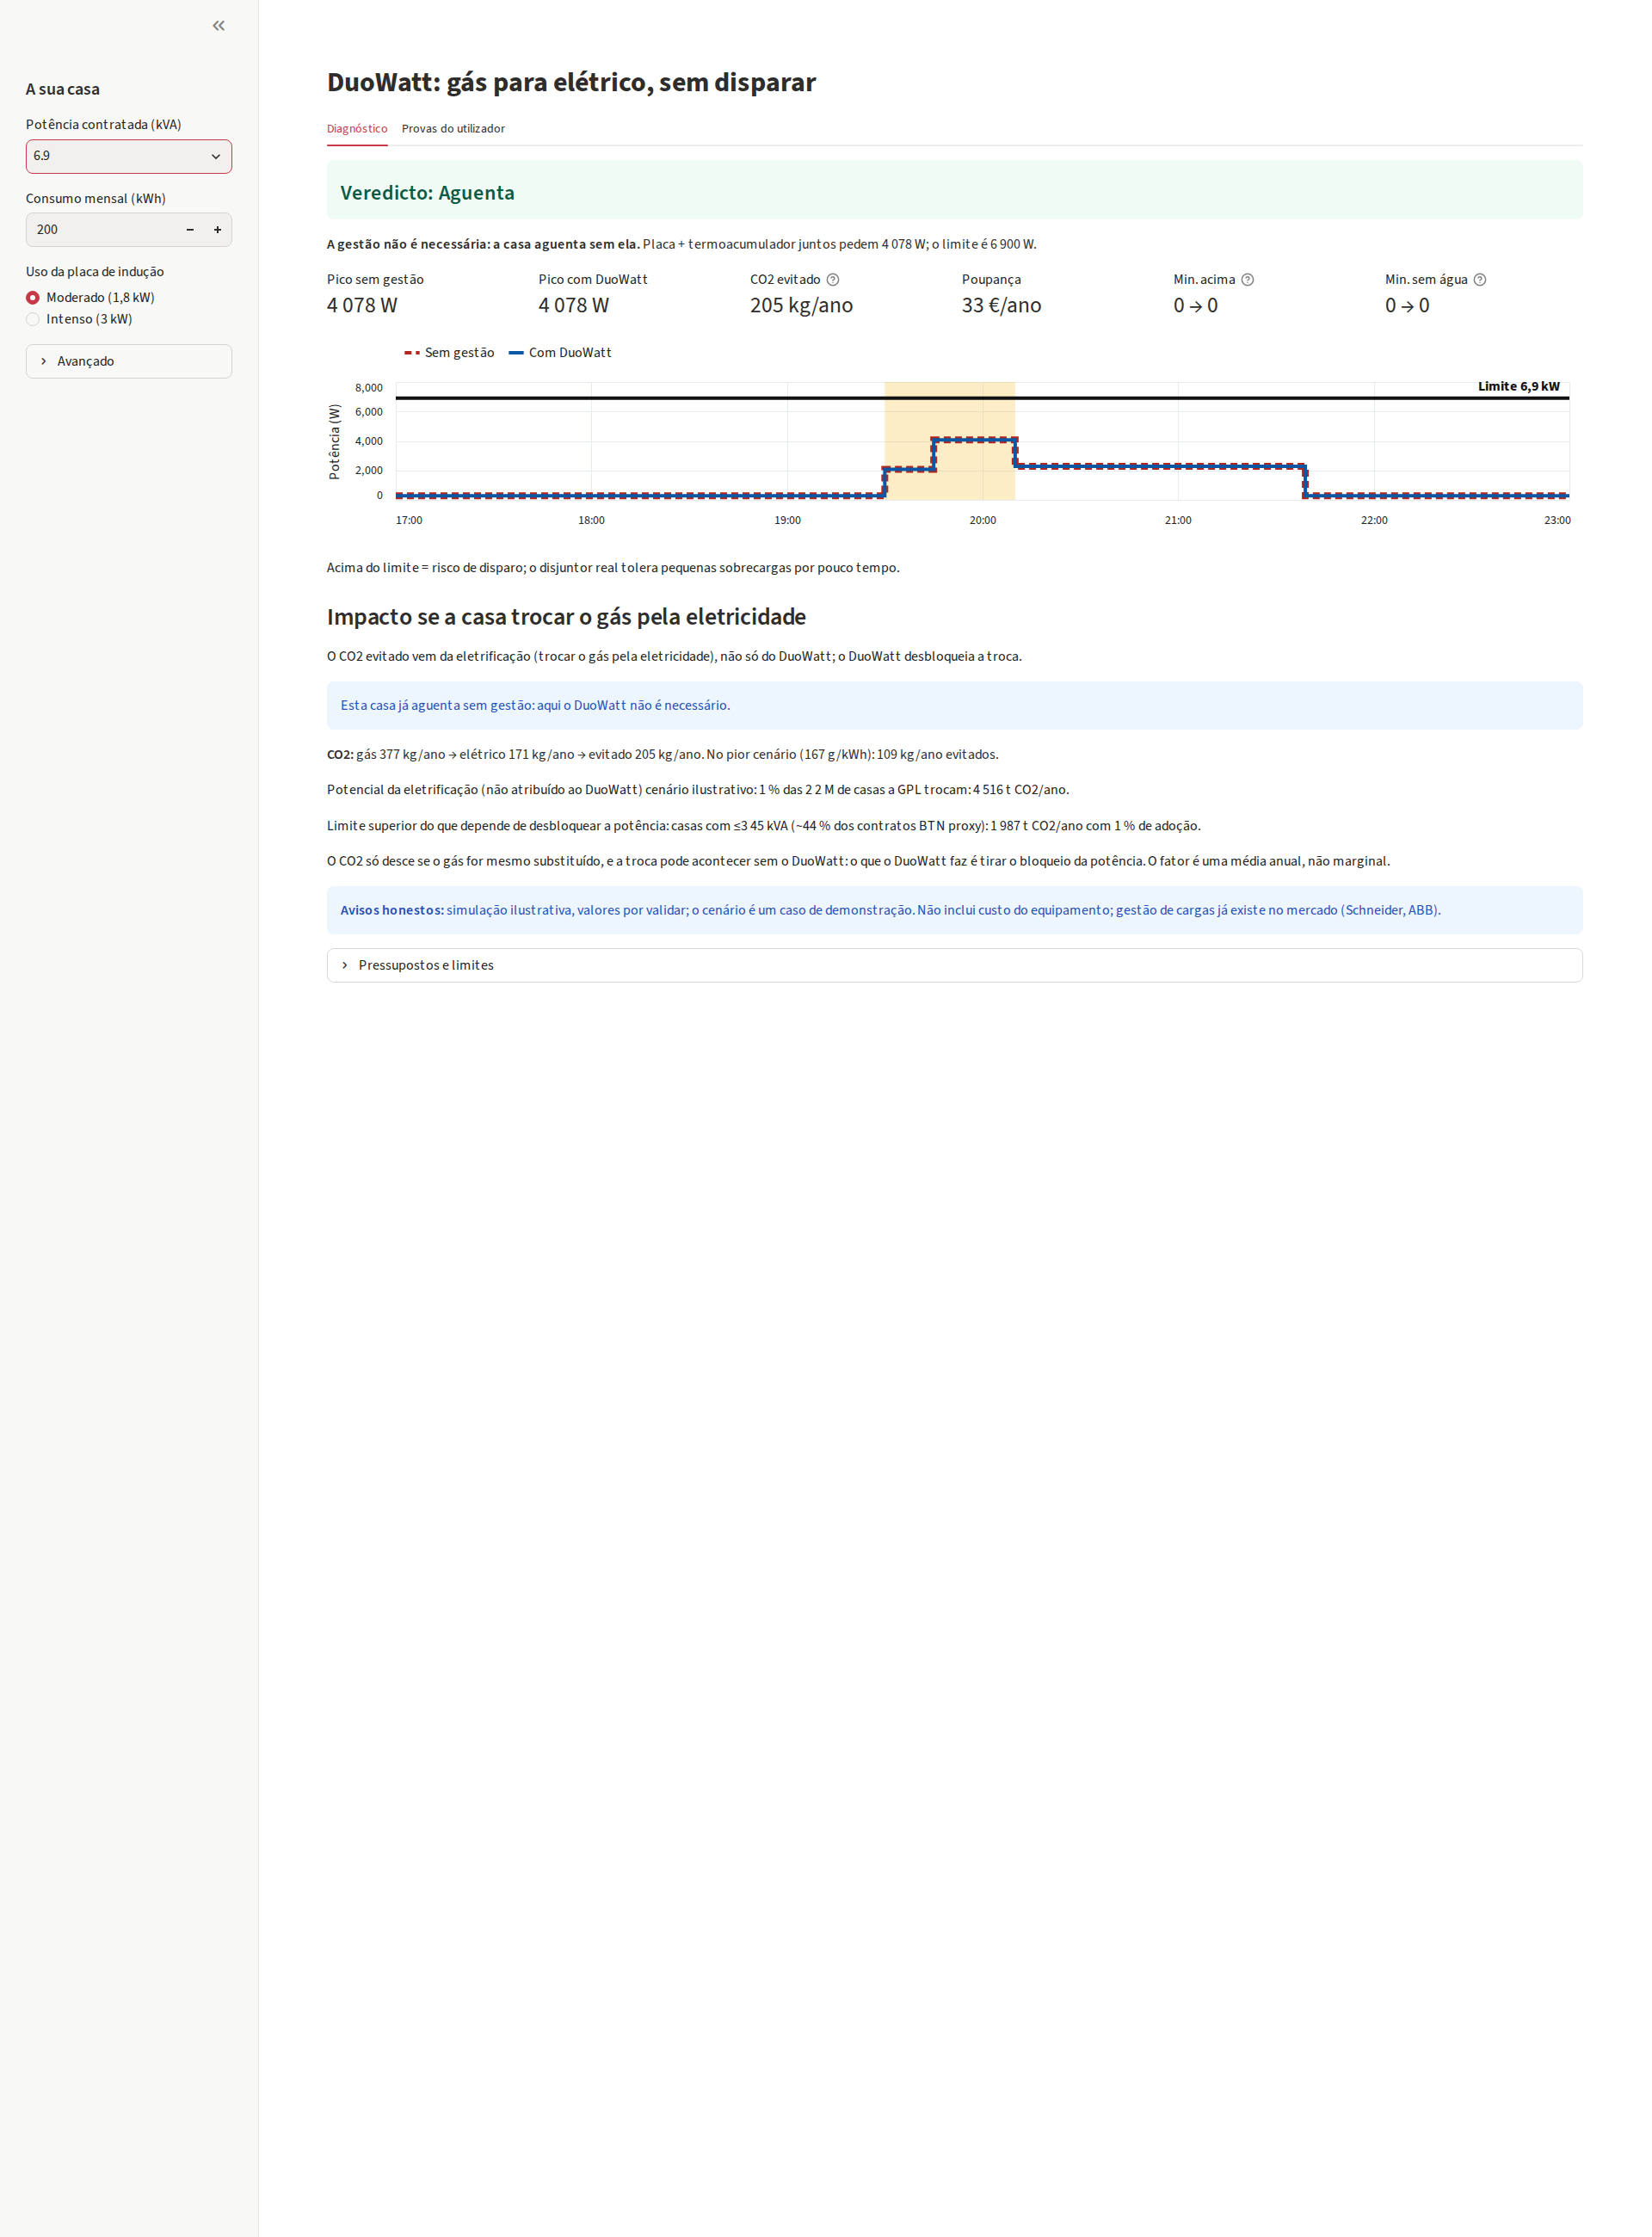 A sua casa
Potência contratada (kVA)
6.9
Consumo mensal (kWh)
200
Uso da placa de indução
Moderado (1,8 kW)
Intenso (3 kW)
Avançado
DuoWatt: gás para elétrico, sem disparar
Diagnóstico Provas do utilizador
Veredicto: Aguenta
A gestão não é necessária: a casa aguenta sem ela. Placa + termoacumulador juntos pedem 4 078 W; o limite é 6 900 W.
Pico sem gestão Pico com DuoWatt CO2 evitado Poupança Min. acima Min. sem água
4 078 W 4 078 W 205 kg/ano 33 €/ano 0 → 0 0 → 0
Sem gestão Com DuoWatt
Limite 6,9 kW
Potência (W)
8,000
6,000
4,000
2,000
0
17:00 18:00 19:00 20:00 21:00 22:00 23:00
Acima do limite = risco de disparo; o disjuntor real tolera pequenas sobrecargas por pouco tempo.
Impacto se a casa trocar o gás pela eletricidade
O CO2 evitado vem da eletrificação (trocar o gás pela eletricidade), não só do DuoWatt; o DuoWatt desbloqueia a troca.
Esta casa já aguenta sem gestão: aqui o DuoWatt não é necessário.
CO2: gás 377 kg/ano → elétrico 171 kg/ano → evitado 205 kg/ano. No pior cenário (167 g/kWh): 109 kg/ano evitados.
Potencial da eletrificação (não atribuído ao DuoWatt) cenário ilustrativo: 1 % das 2 2 M de casas a GPL trocam: 4 516 t CO2/ano.
Limite superior do que depende de desbloquear a potência: casas com ≤3 45 kVA (~44 % dos contratos BTN proxy): 1 987 t CO2/ano com 1 % de adoção.
O CO2 só desce se o gás for mesmo substituído, e a troca pode acontecer sem o DuoWatt: o que o DuoWatt faz é tirar o bloqueio da potência. O fator é uma média anual, não marginal.
Avisos honestos: simulação ilustrativa, valores por validar; o cenário é um caso de demonstração. Não inclui custo do equipamento; gestão de cargas já existe no mercado (Schneider, ABB).
Pressupostos e limites